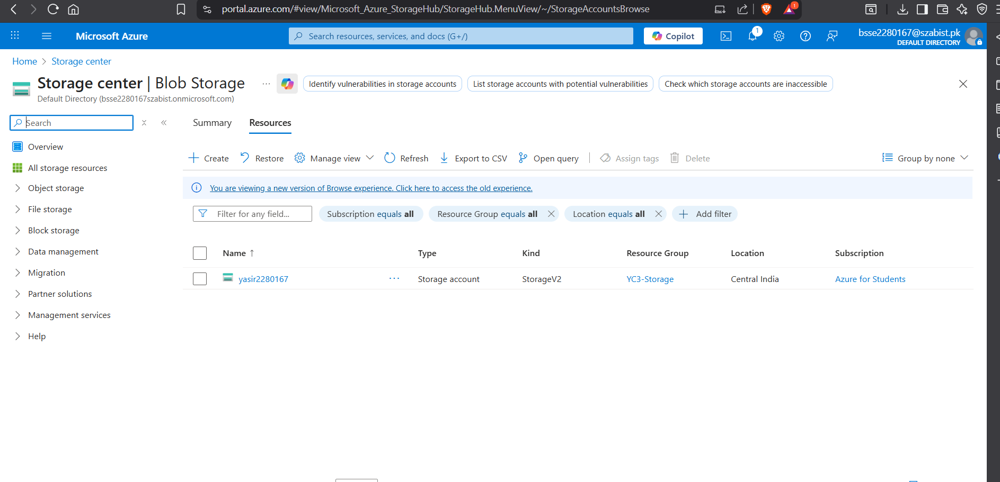 portal.azure.com/#view/Microsoft_Azure_StorageHub/StorageHub.MenuView/~/StorageAccountsBrowse
1
Microsoft Azure
Search resources, services, and docs (G+/)
Copilot
1
bsse2280167@szabist.pk
DEFAULT DIRECTORY
Home > Storage center
Storage center | Blob Storage
...
Identify vulnerabilities in storage accounts
List storage accounts with potential vulnerabilities
Check which storage accounts are inaccessible
Default Directory (bsse2280167szabist.onmicrosoft.com)
Search
Overview
All storage resources
Object storage
File storage
Block storage
Data management
Migration
Partner solutions
Management services
Help
Summary
Resources
Create
Restore
Manage view
Refresh
Export to CSV
Open query
Assign tags
Delete
Group by none
You are viewing a new version of Browse experience. Click here to access the old experience.
Filter for any field...
Subscription equals all
Resource Group equals all
Location equals all
Add filter
Name ↑ Type Kind Resource Group Location Subscription
yasir2280167 ... Storage account StorageV2 YC3-Storage Central India Azure for Students